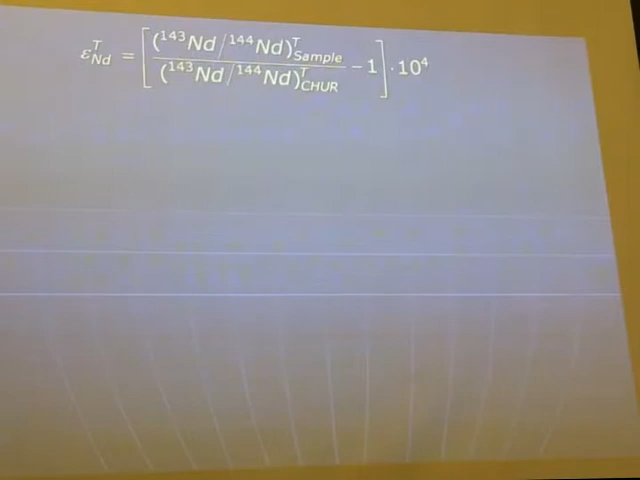 ε^T_Nd = [ (¹⁴³Nd/¹⁴⁴Nd)^T_Sample / (¹⁴³Nd/¹⁴⁴Nd)^T_CHUR − 1 ] · 10⁴